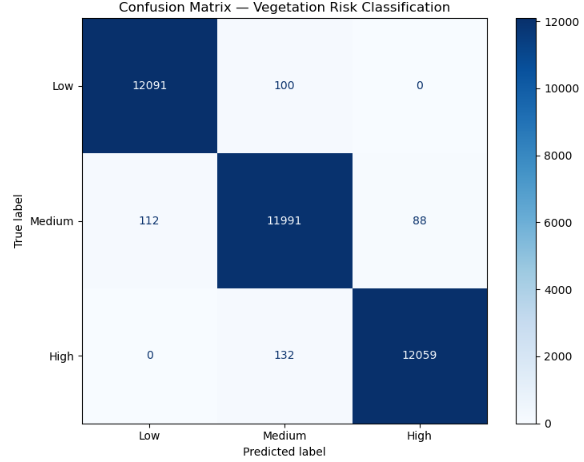 Confusion Matrix — Vegetation Risk Classification
Low 12091 100 0
Medium 112 11991 88
High 0 132 12059
Low Medium High
Predicted label
True label
12000
10000
8000
6000
4000
2000
0